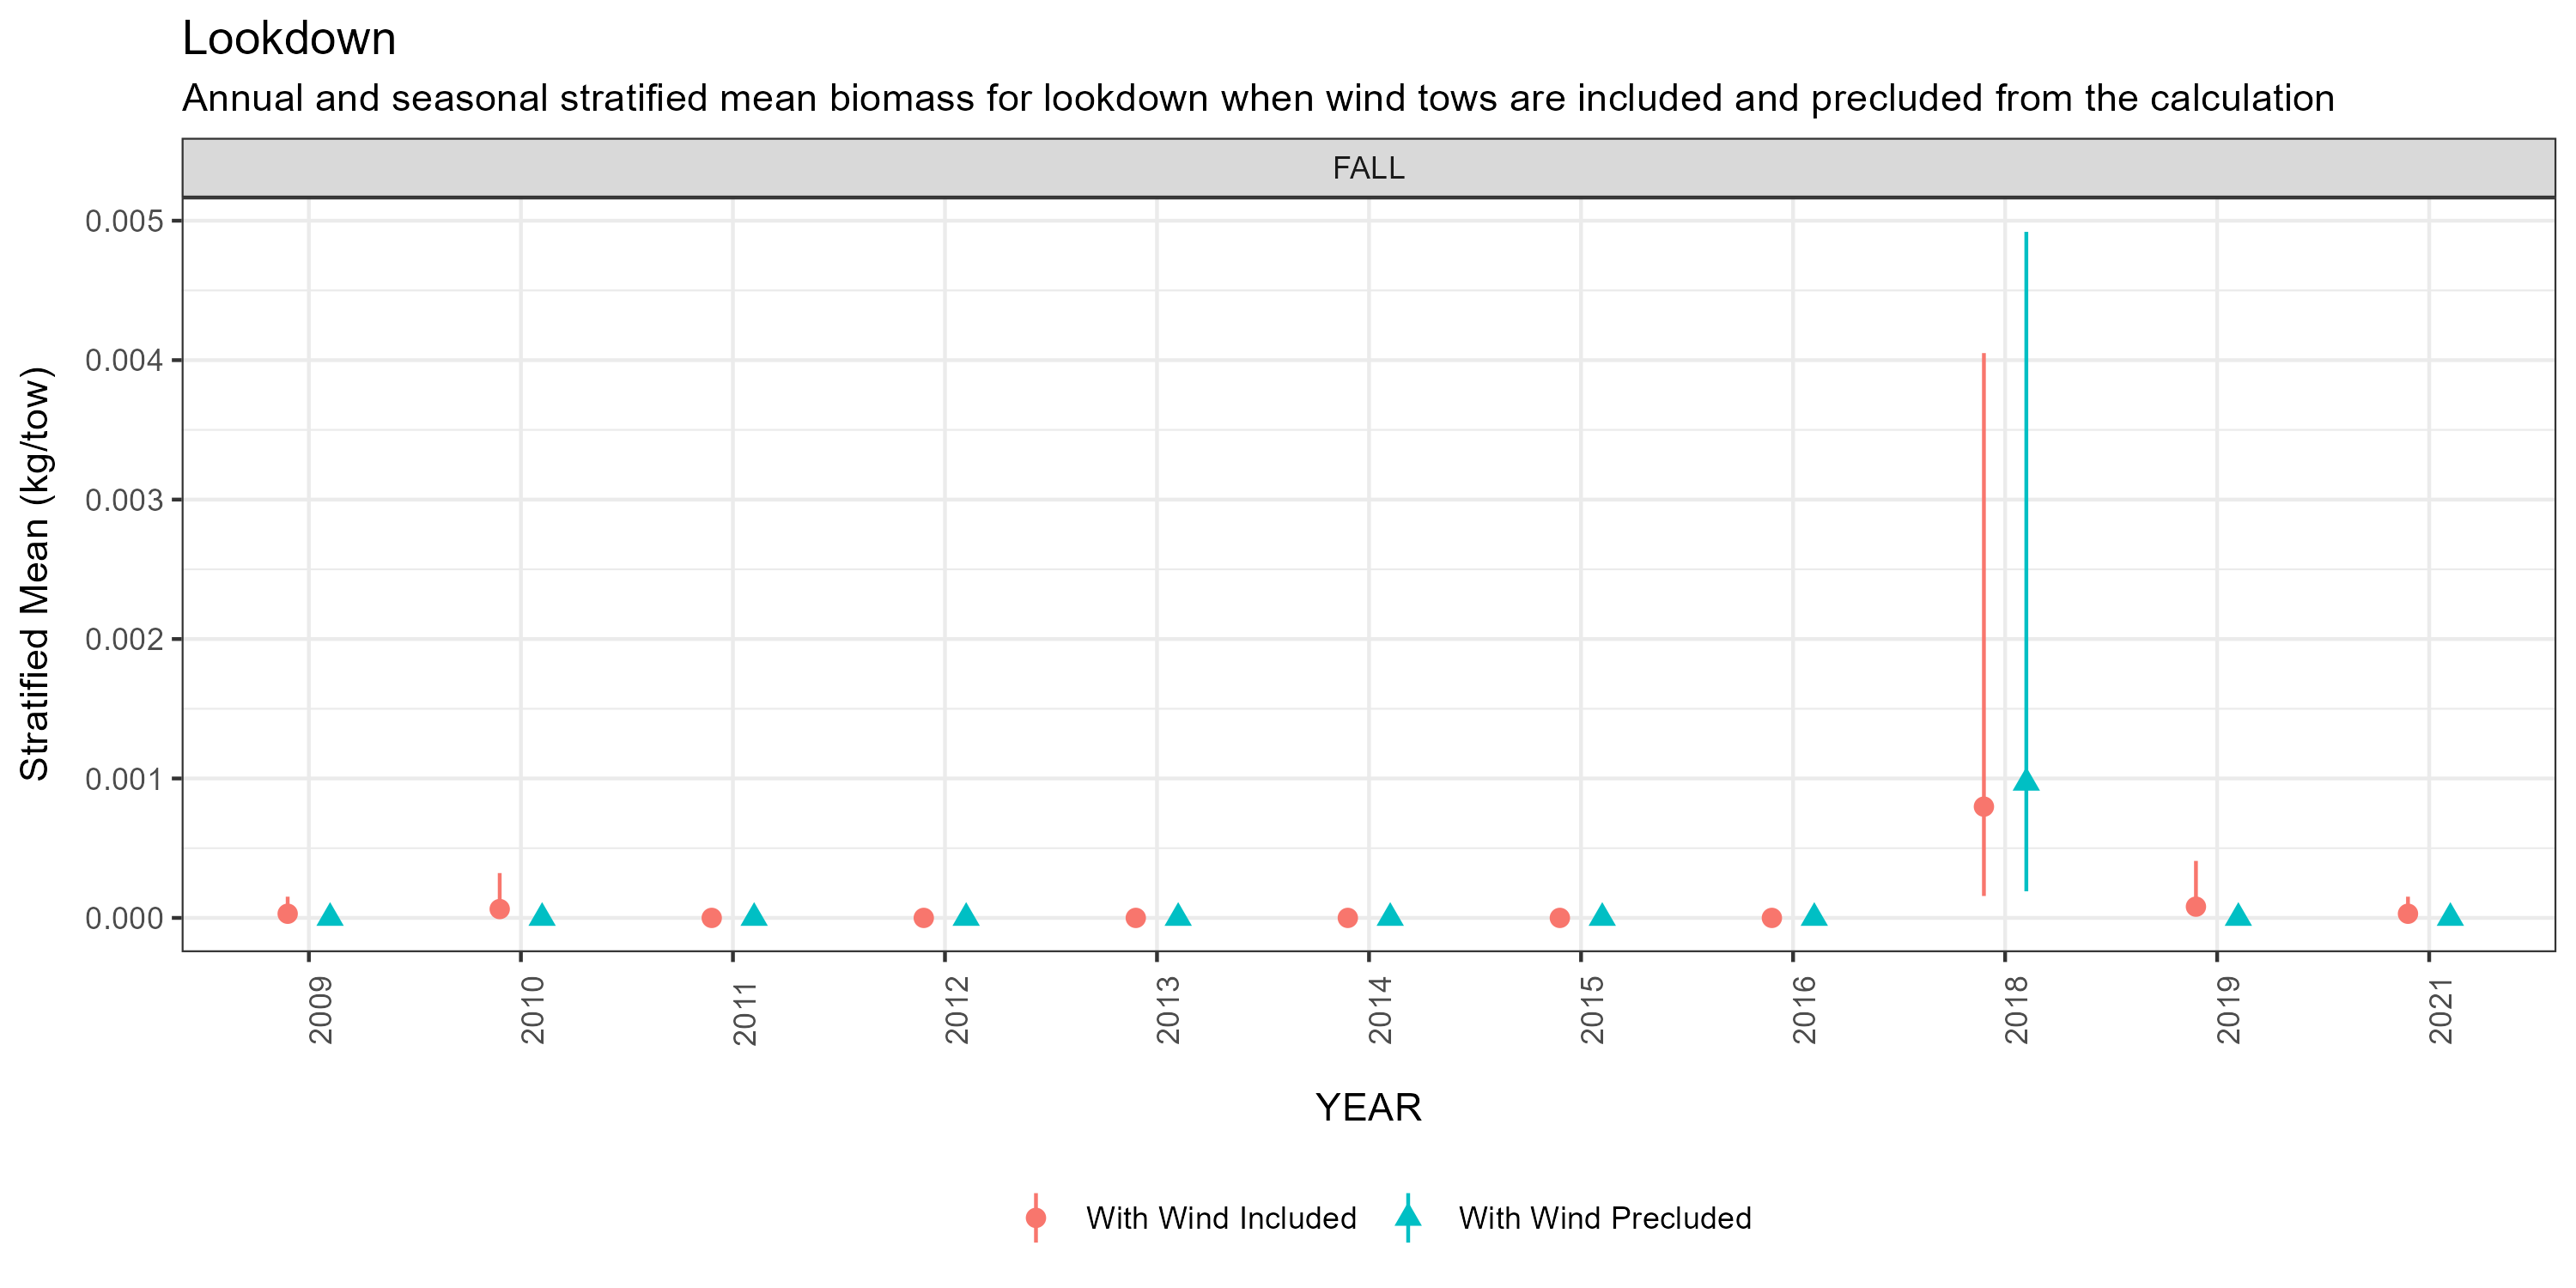 Lookdown
Annual and seasonal stratified mean biomass for lookdown when wind tows are included and precluded from the calculation
FALL
Stratified Mean (kg/tow)
0.005
0.004
0.003
0.002
0.001
0.000
2009 2010 2011 2012 2013 2014 2015 2016 2018 2019 2021
YEAR
With Wind Included With Wind Precluded